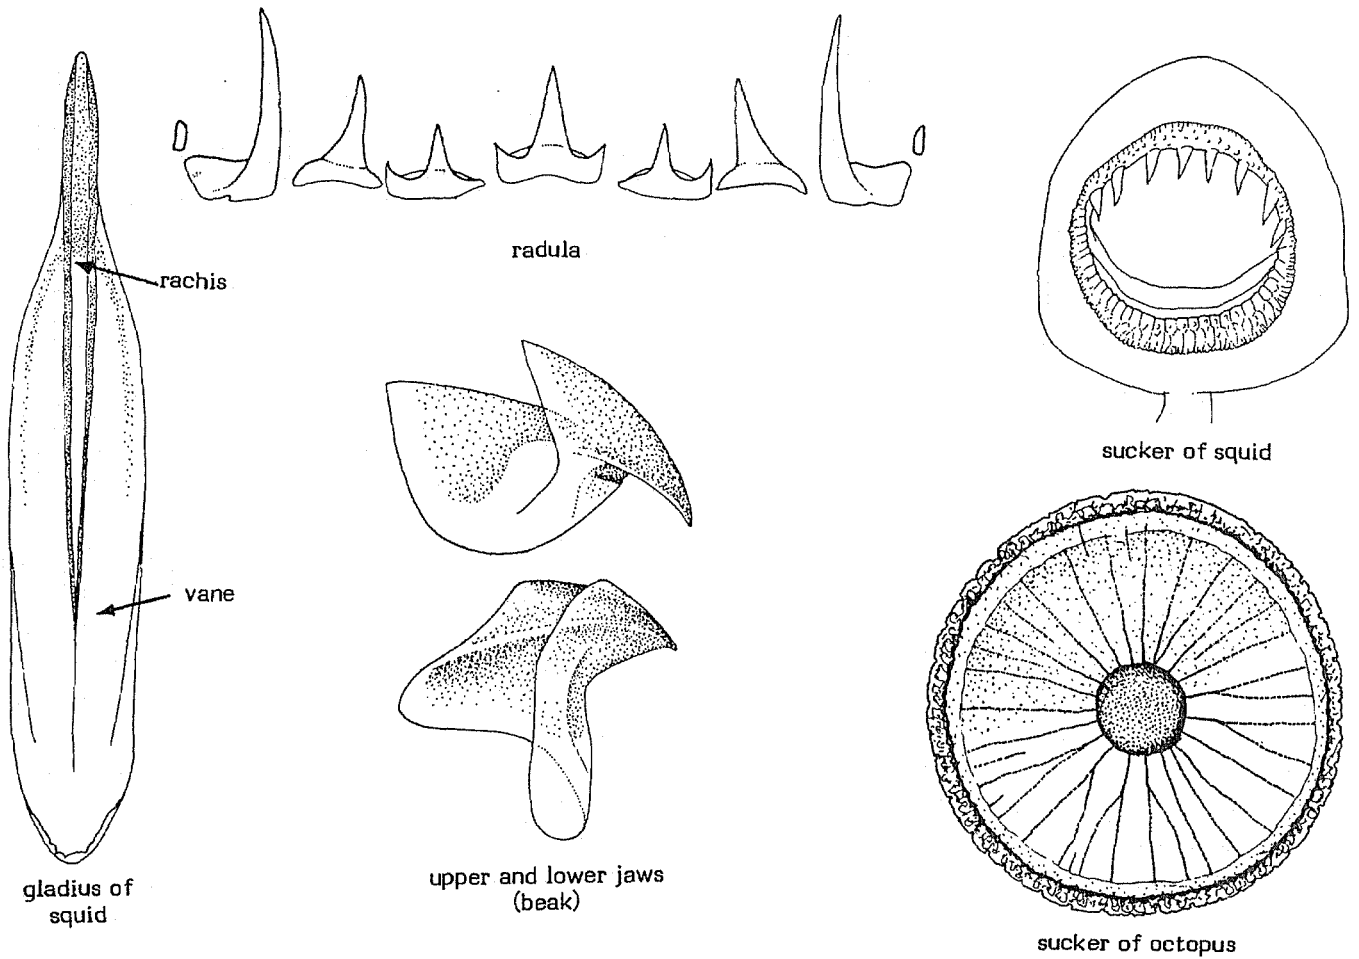 radula
rachis
vane
gladius of
squid
upper and lower jaws
(beak)
sucker of squid
sucker of octopus